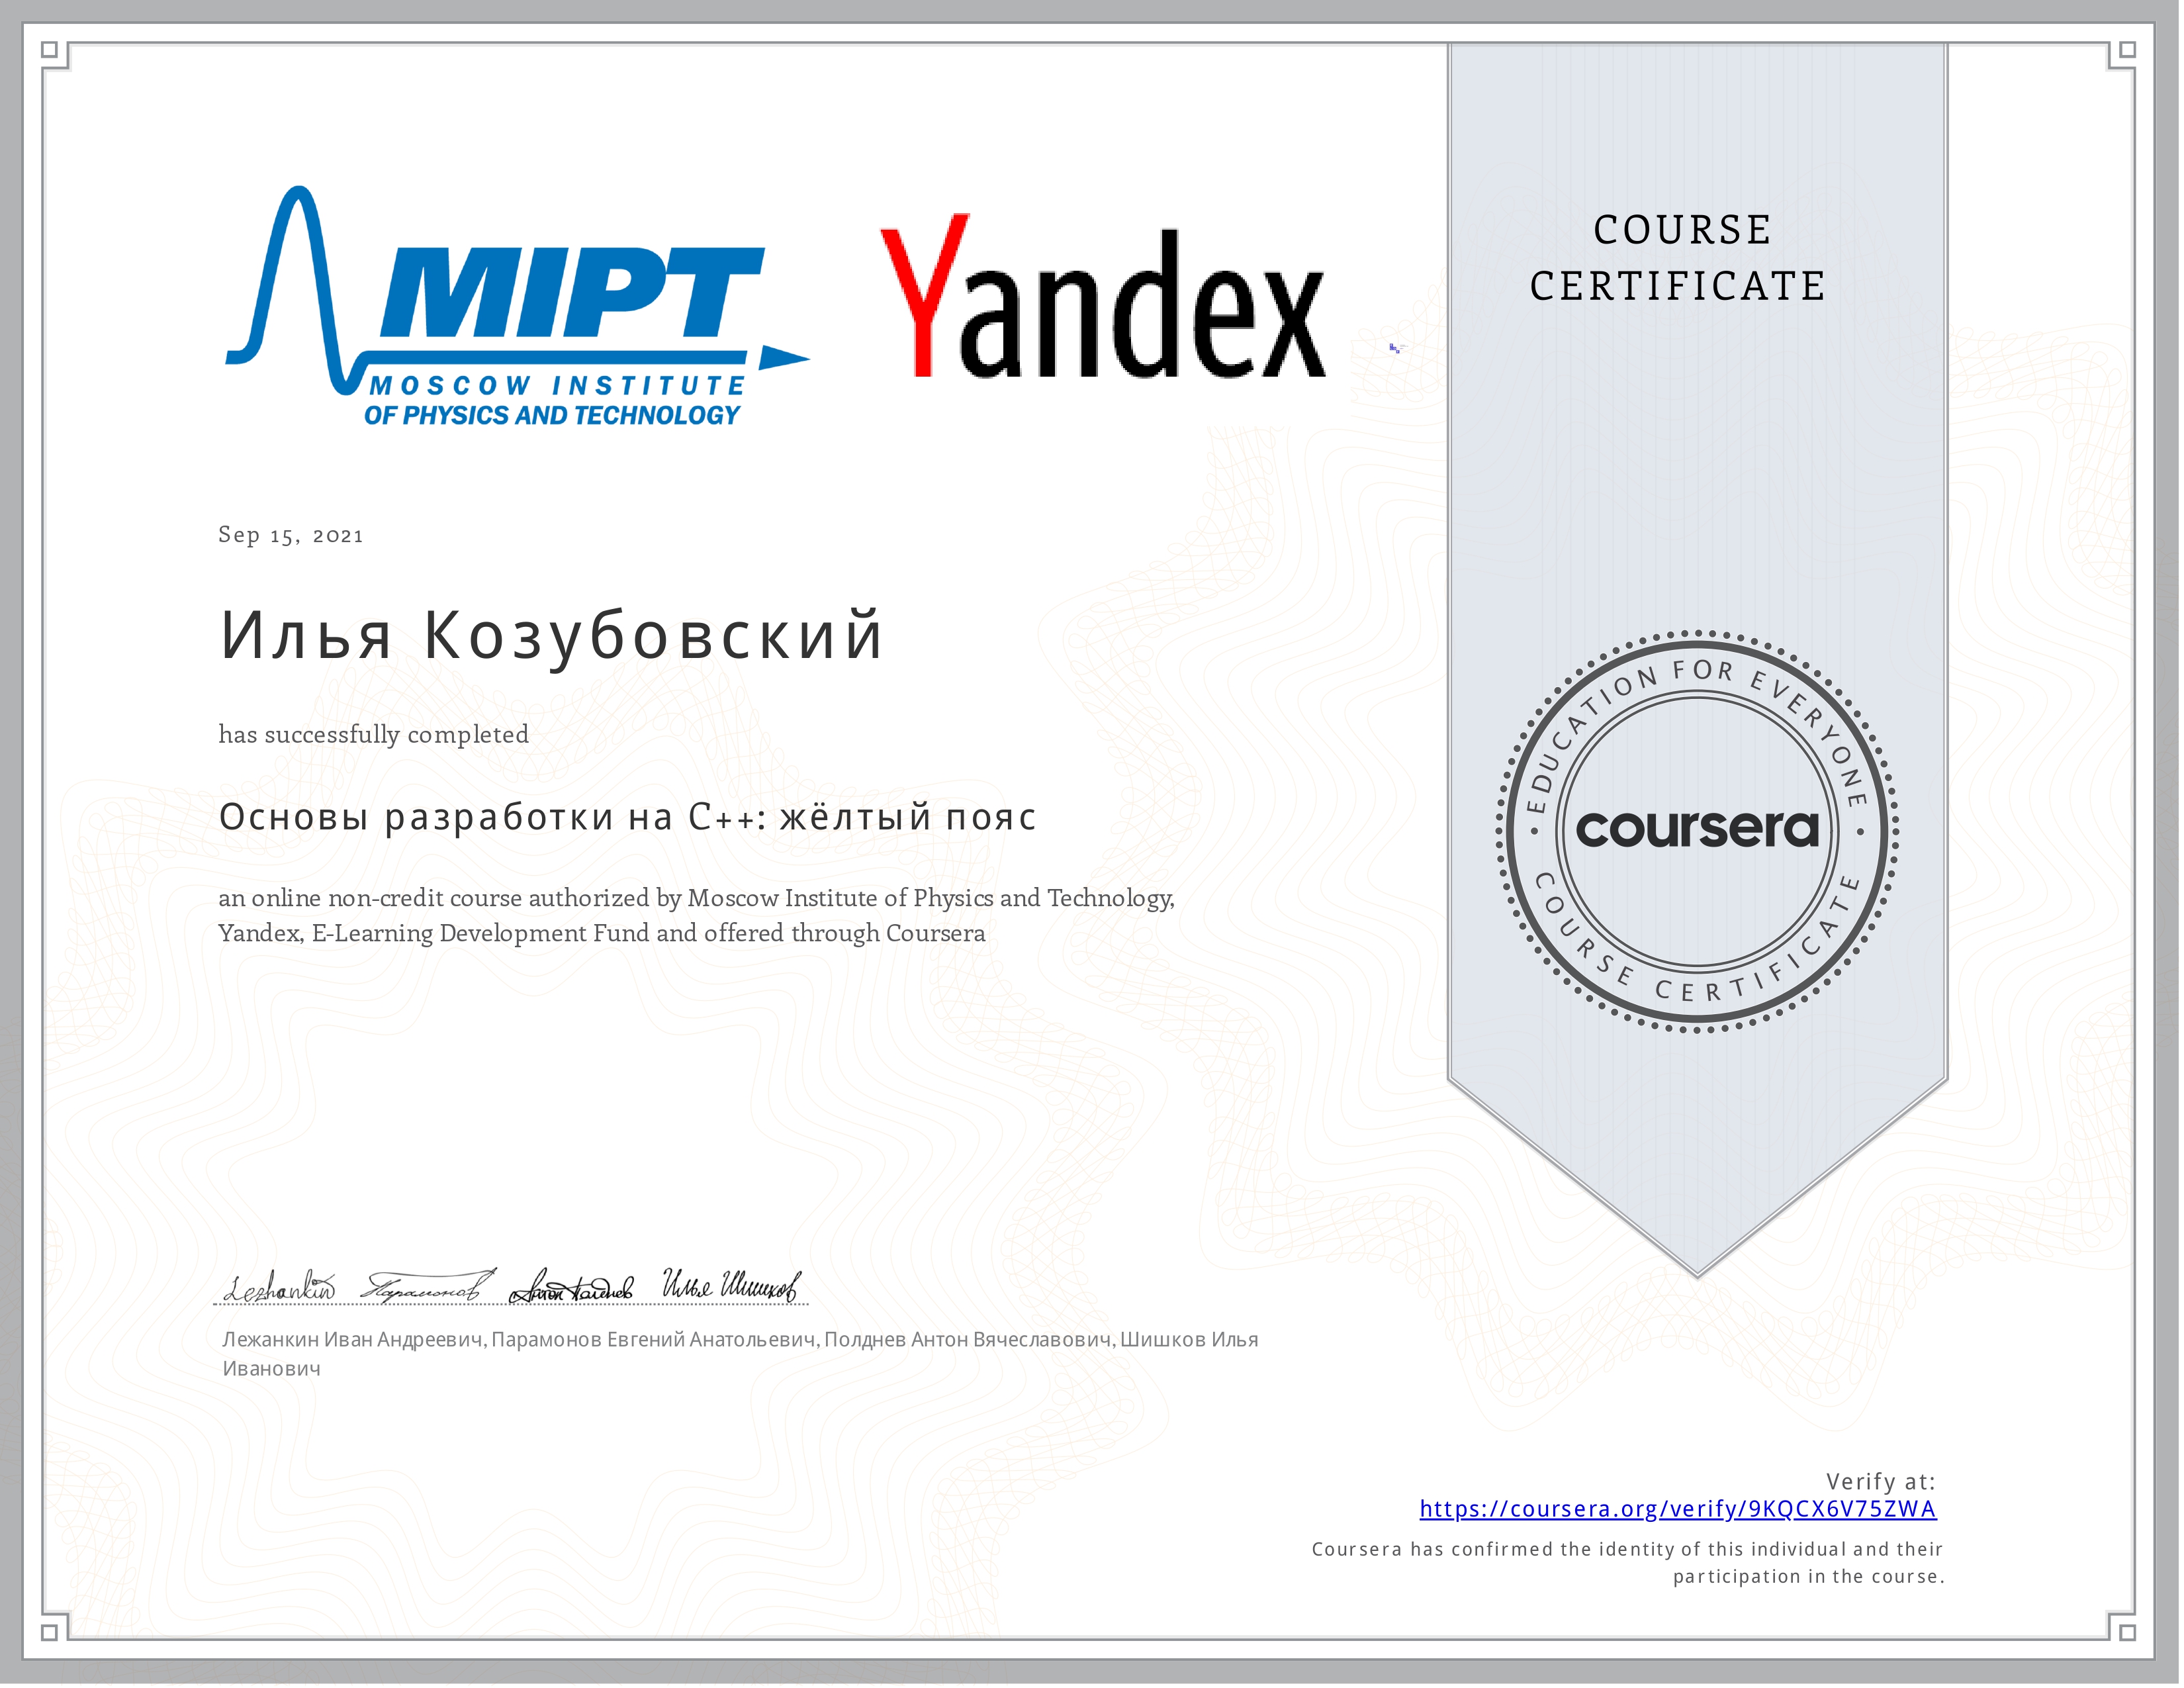 MIPT
MOSCOW INSTITUTE
OF PHYSICS AND TECHNOLOGY
Yandex
COURSE
CERTIFICATE
Sep 15, 2021
Илья Козубовский
has successfully completed
Основы разработки на C++: жёлтый пояс
an online non-credit course authorized by Moscow Institute of Physics and Technology,
Yandex, E-Learning Development Fund and offered through Coursera
EDUCATION FOR EVERYONE
coursera
COURSE CERTIFICATE
Lezhankin Парамонов Антон Полднев Илья Шишков
Лежанкин Иван Андреевич, Парамонов Евгений Анатольевич, Полднев Антон Вячеславович, Шишков Илья
Иванович
Verify at:
https://coursera.org/verify/9KQCX6V75ZWA
Coursera has confirmed the identity of this individual and their
participation in the course.